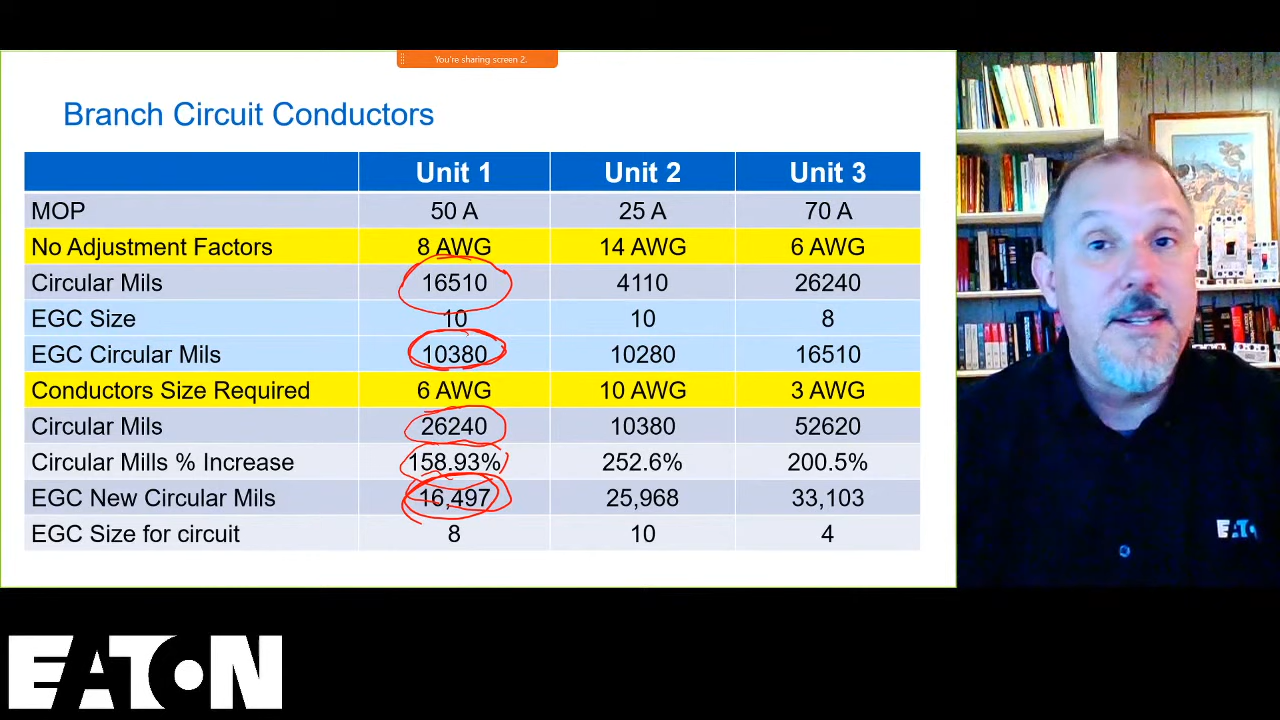 You're sharing screen 2.
Branch Circuit Conductors
Unit 1 Unit 2 Unit 3
MOP 50 A 25 A 70 A
No Adjustment Factors 8 AWG 14 AWG 6 AWG
Circular Mils 16510 4110 26240
EGC Size 10 10 8
EGC Circular Mils 10380 10280 16510
Conductors Size Required 6 AWG 10 AWG 3 AWG
Circular Mils 26240 10380 52620
Circular Mills % Increase 158.93% 252.6% 200.5%
EGC New Circular Mils 16,497 25,968 33,103
EGC Size for circuit 8 10 4
EATON
EATON